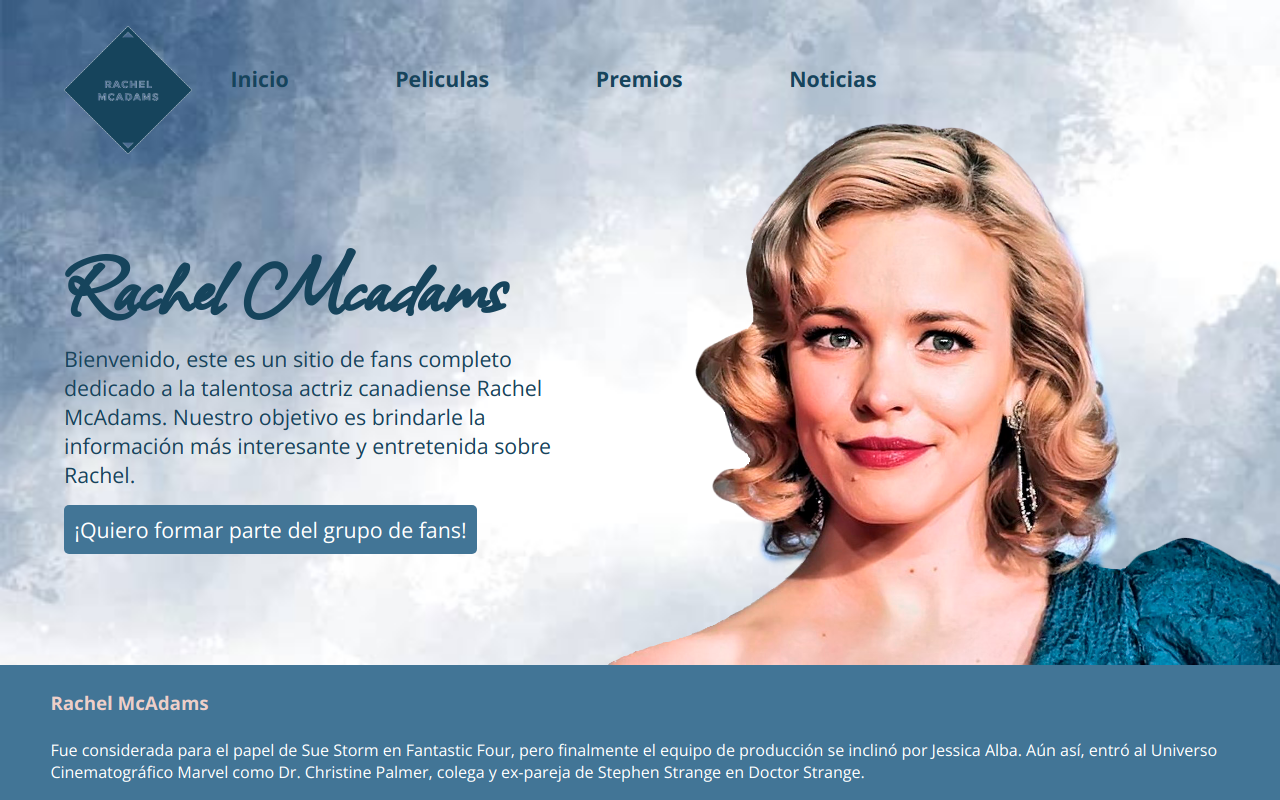 RACHEL
MCADAMS
Inicio
Peliculas
Premios
Noticias
Rachel Mcadams
Bienvenido, este es un sitio de fans completo
dedicado a la talentosa actriz canadiense Rachel
McAdams. Nuestro objetivo es brindarle la
información más interesante y entretenida sobre
Rachel.
¡Quiero formar parte del grupo de fans!
Rachel McAdams
Fue considerada para el papel de Sue Storm en Fantastic Four, pero finalmente el equipo de producción se inclinó por Jessica Alba. Aún así, entró al Universo
Cinematográfico Marvel como Dr. Christine Palmer, colega y ex-pareja de Stephen Strange en Doctor Strange.